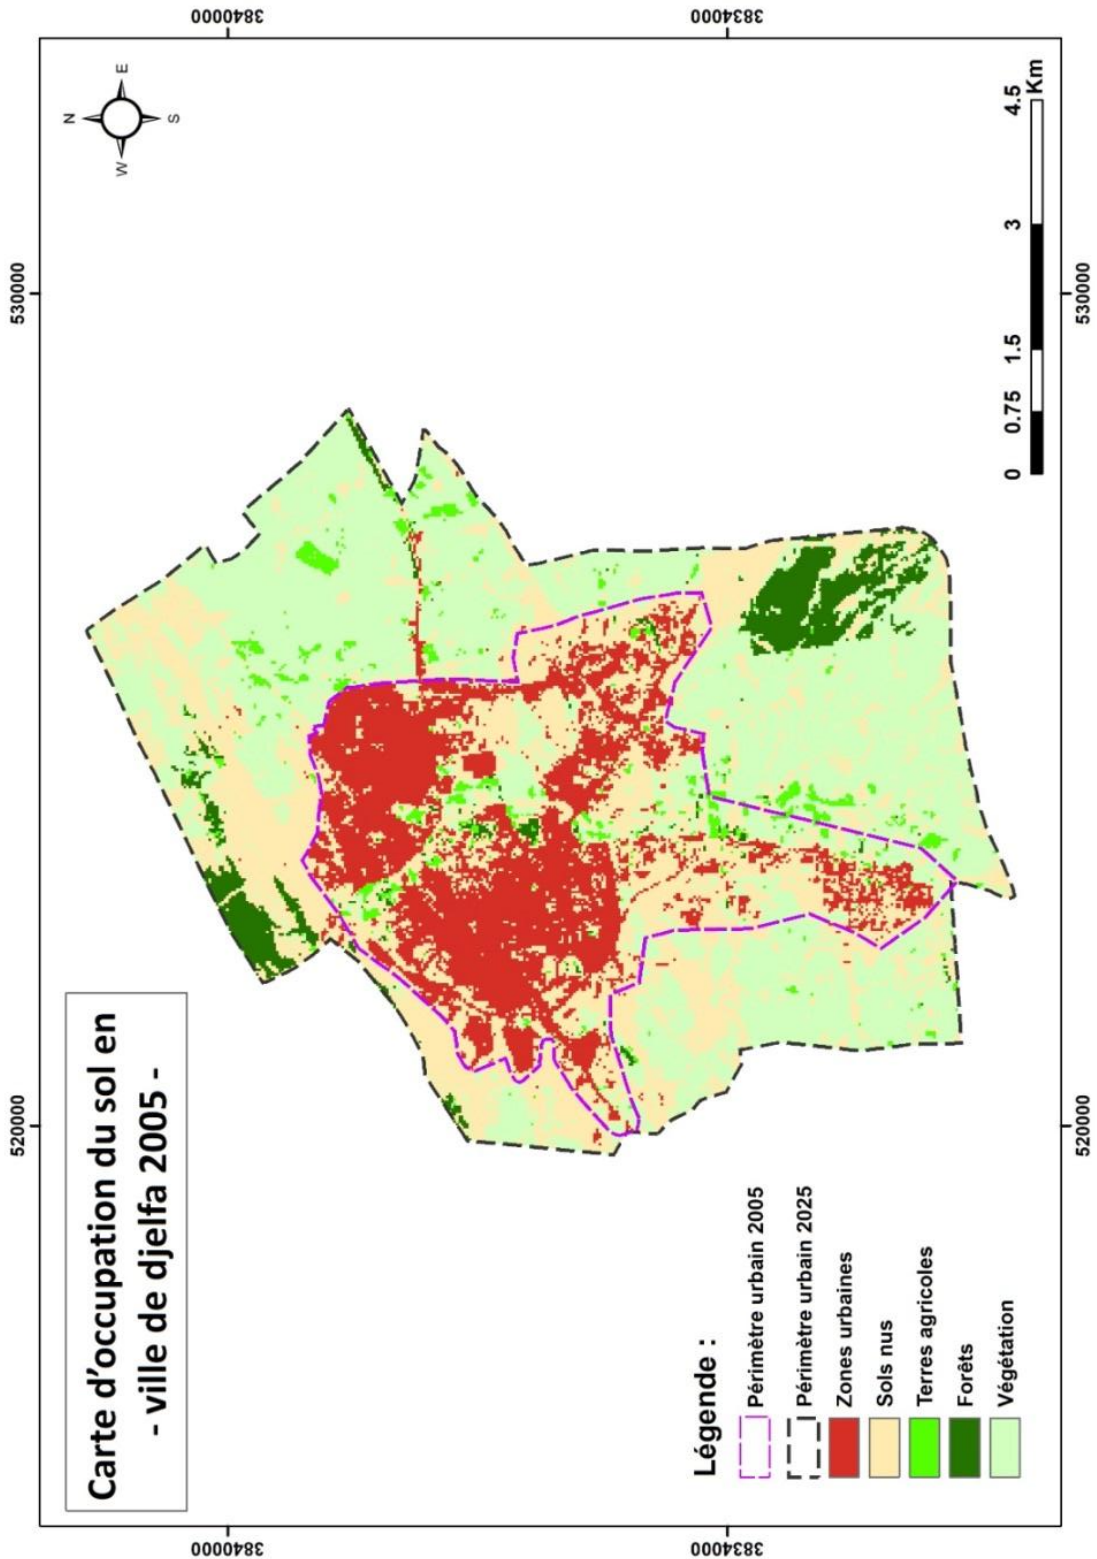 Carte d'occupation du sol en
- ville de djelfa 2005 -
520000
530000
3840000
3840000
3834000
3834000
520000
530000
N
W
E
S
Légende :
Périmètre urbain 2005
Périmètre urbain 2025
Zones urbaines
Sols nus
Terres agricoles
Forêts
Végétation
0 0.75 1.5 3 4.5
Km